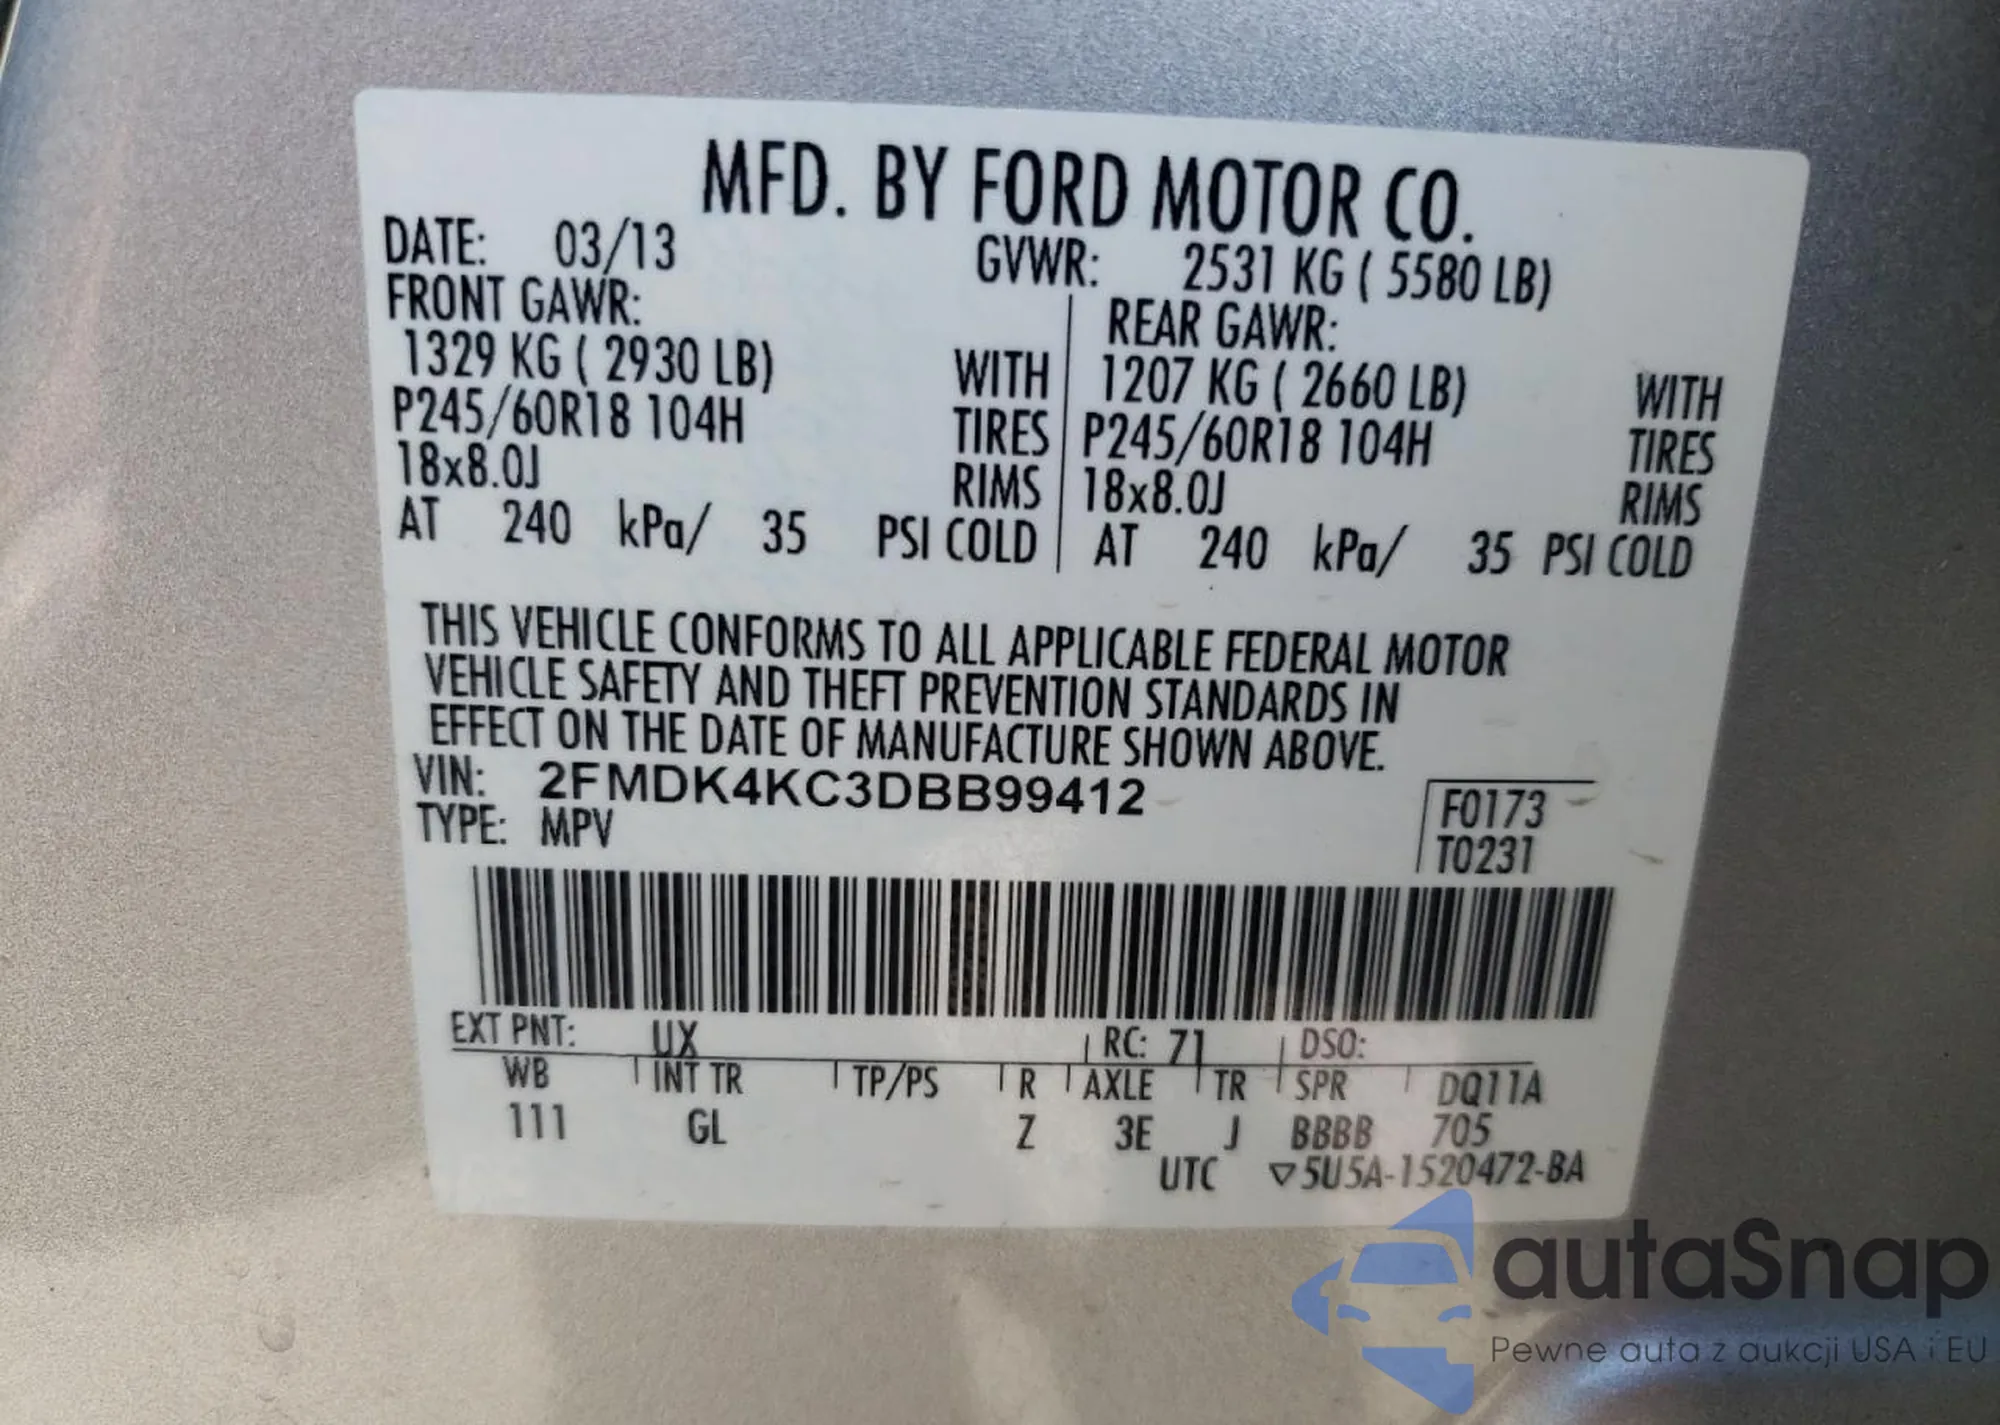 MFD. BY FORD MOTOR CO.
DATE: 03/13 GVWR: 2531 KG ( 5580 LB)
FRONT GAWR: REAR GAWR:
1329 KG ( 2930 LB) WITH 1207 KG ( 2660 LB) WITH
P245/60R18 104H TIRES P245/60R18 104H TIRES
18x8.0J RIMS 18x8.0J RIMS
AT 240 kPa/ 35 PSI COLD AT 240 kPa/ 35 PSI COLD
THIS VEHICLE CONFORMS TO ALL APPLICABLE FEDERAL MOTOR
VEHICLE SAFETY AND THEFT PREVENTION STANDARDS IN
EFFECT ON THE DATE OF MANUFACTURE SHOWN ABOVE.
VIN: 2FMDK4KC3DBB99412
TYPE: MPV
F0173
T0231
EXT PNT: UX RC: 71 DSO:
WB INT TR TP/PS R AXLE TR SPR DQ11A
111 GL Z 3E J BBBB 705
UTC ▽5U5A-1520472-BA
autaSnap
Pewne auta z aukcji USA i EU